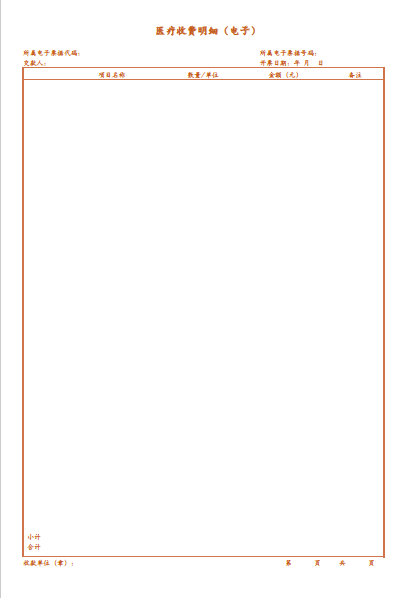 医疗收费明细（电子）
所属电子票据代码： 所属电子票据号码：
交款人： 开票日期：年 月 日
项目名称 数量/单位 金额（元） 备注
小计
合计
收款单位（章）： 第 页 共 页